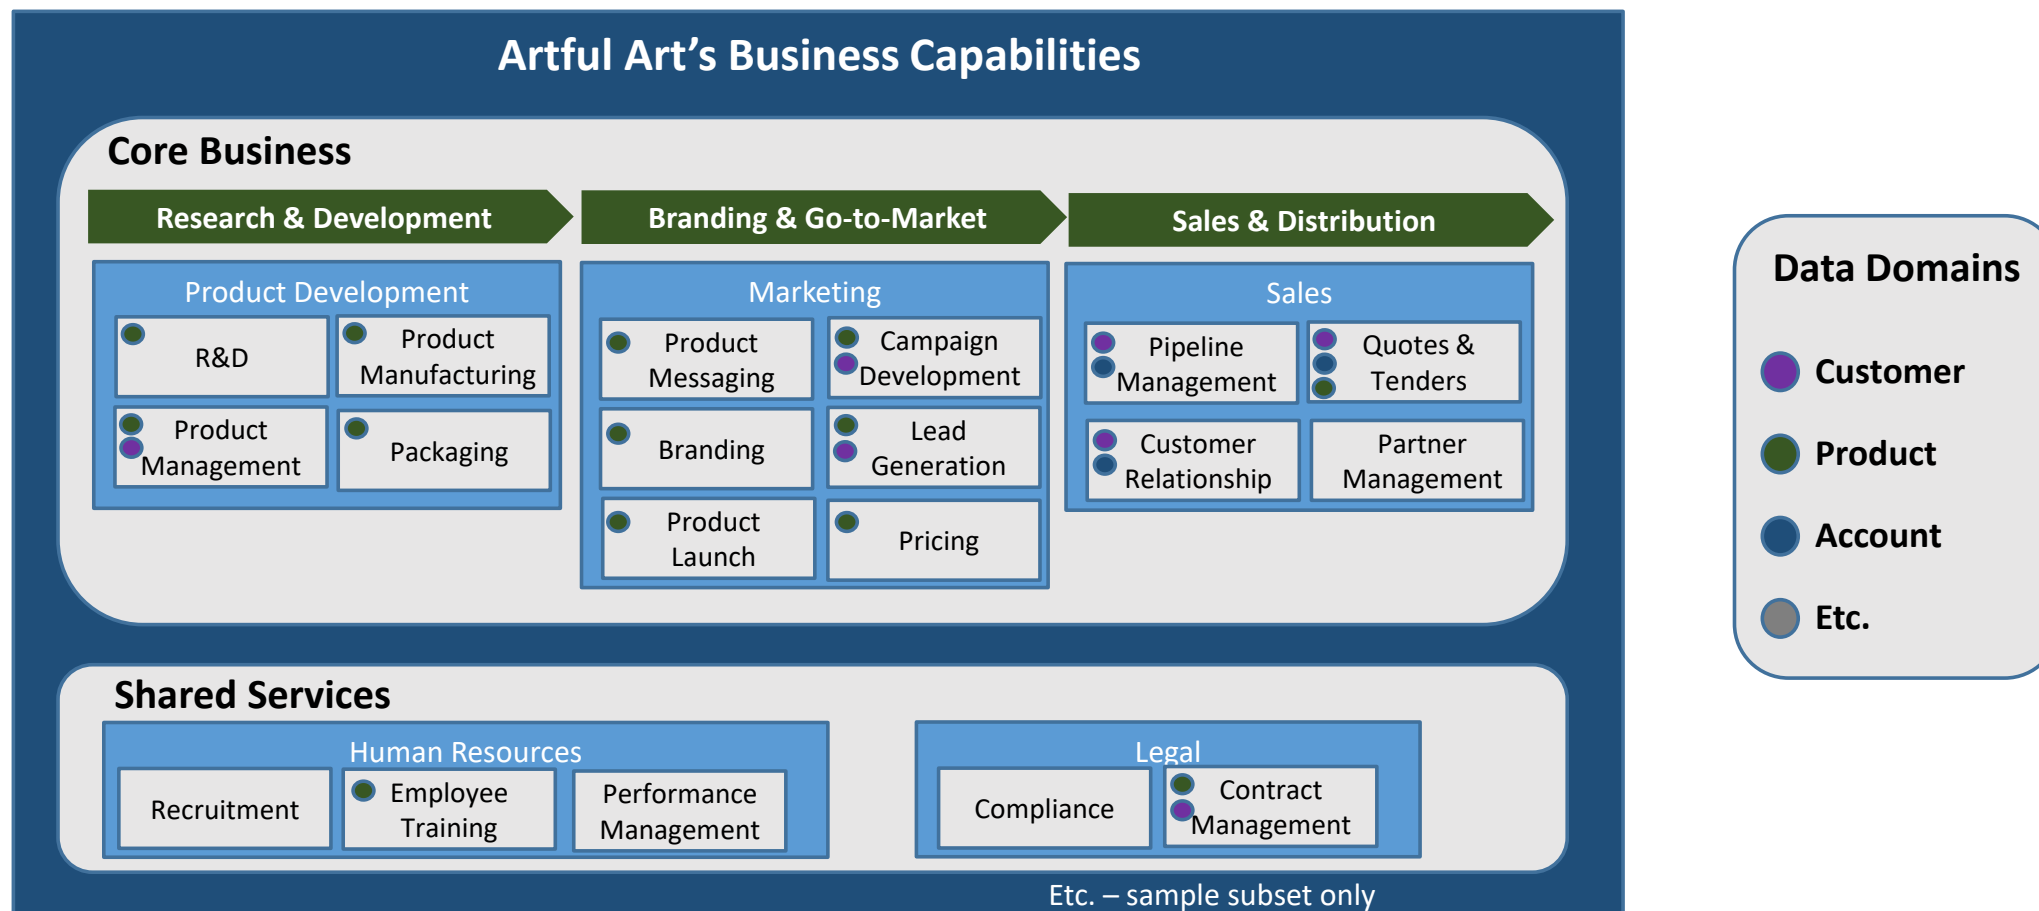 Artful Art’s Business Capabilities
Core Business
Research & Development
Branding & Go-to-Market
Sales & Distribution
Product Development
R&D
Product
Manufacturing
Product
Management
Packaging
Marketing
Product
Messaging
Campaign
Development
Branding
Lead
Generation
Product
Launch
Pricing
Sales
Pipeline
Management
Quotes &
Tenders
Customer
Relationship
Partner
Management
Shared Services
Human Resources
Recruitment
Employee
Training
Performance
Management
Legal
Compliance
Contract
Management
Etc. – sample subset only
Data Domains
Customer
Product
Account
Etc.